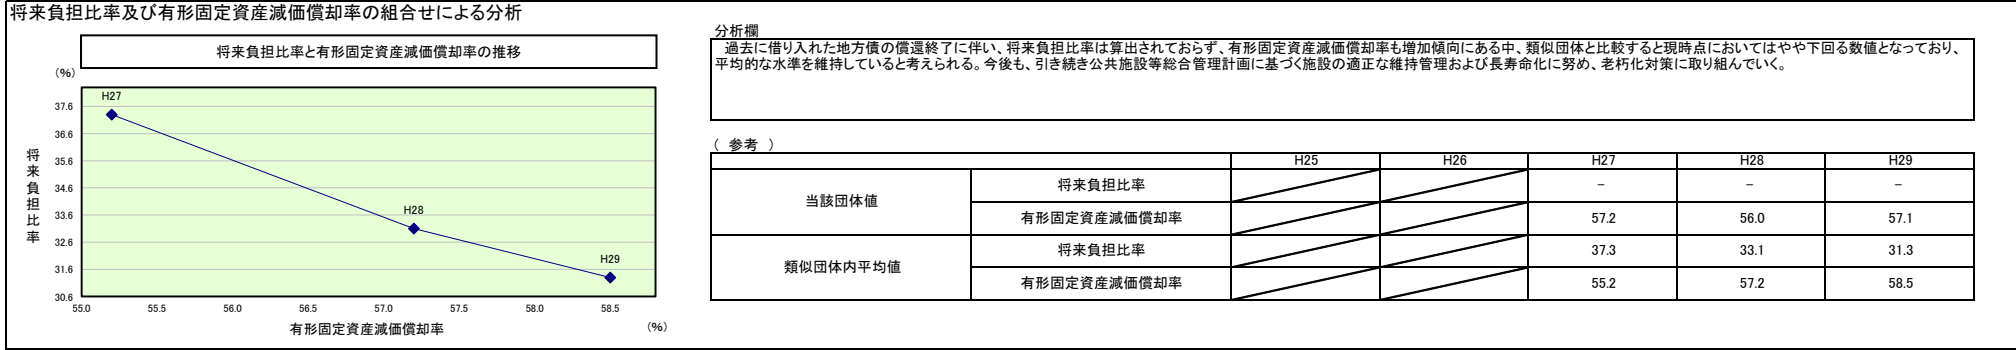 将来負担比率及び有形固定資産減価償却率の組合せによる分析
将来負担比率と有形固定資産減価償却率の推移
(%)
37.6
36.6
35.6
34.6
33.6
32.6
31.6
30.6
将来負担比率
H27
H28
H29
55.0 55.5 56.0 56.5 57.0 57.5 58.0 58.5
有形固定資産減価償却率
(%)
分析欄
過去に借り入れた地方債の償還終了に伴い、将来負担比率は算出されておらず、有形固定資産減価償却率も増加傾向にある中、類似団体と比較すると現時点においてはやや下回る数値となっており、
平均的な水準を維持していると考えられる。今後も、引き続き公共施設等総合管理計画に基づく施設の適正な維持管理および長寿命化に努め、老朽化対策に取り組んでいく。
( 参考 )
H25 H26 H27 H28 H29
当該団体値
将来負担比率 － － －
有形固定資産減価償却率 57.2 56.0 57.1
類似団体内平均値
将来負担比率 37.3 33.1 31.3
有形固定資産減価償却率 55.2 57.2 58.5